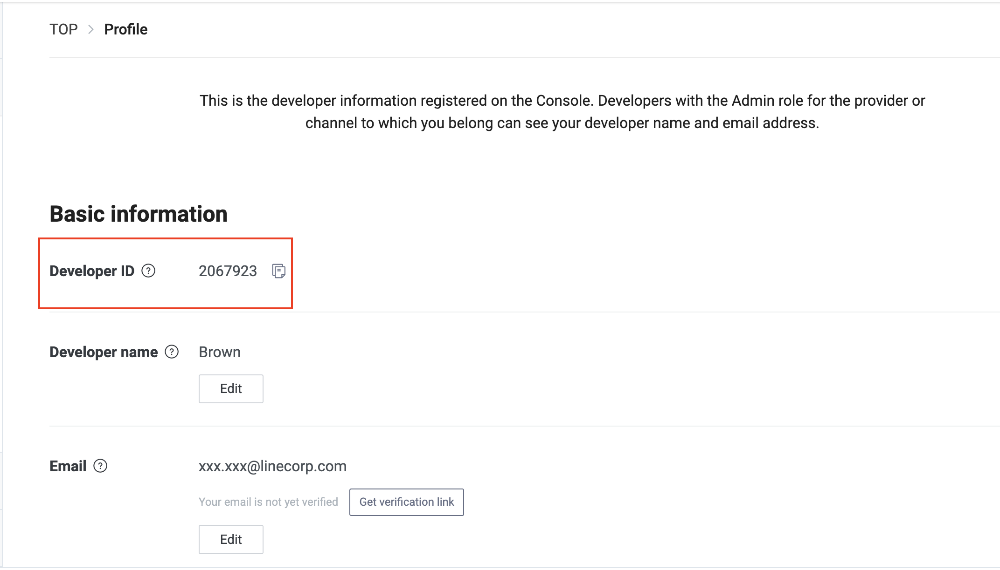 TOP > Profile
This is the developer information registered on the Console. Developers with the Admin role for the provider or
channel to which you belong can see your developer name and email address.
Basic information
Developer ID ? 2067923
Developer name ? Brown
Edit
Email ? xxx.xxx@linecorp.com
Your email is not yet verified Get verification link
Edit